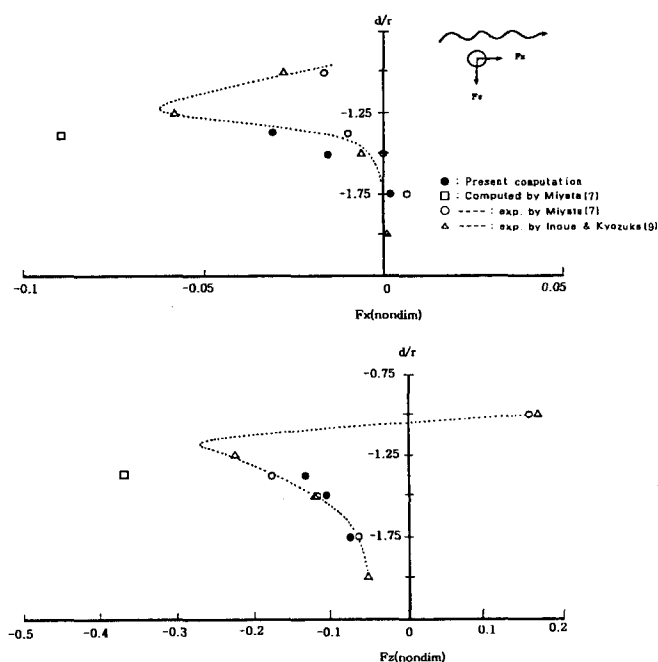 d/r
Fx
Fz
-1.25
-1.75
● : Present computation
□ : Computed by Miyata [7]
○ ---- : exp. by Miyata [7]
△ ---- : exp. by Inoue & Kyozuka [9]
-0.1
-0.05
0
0.05
Fx(nondim)
d/r
-0.75
-1.25
-1.75
-0.5
-0.4
-0.3
-0.2
-0.1
0
0.1
0.2
Fz(nondim)